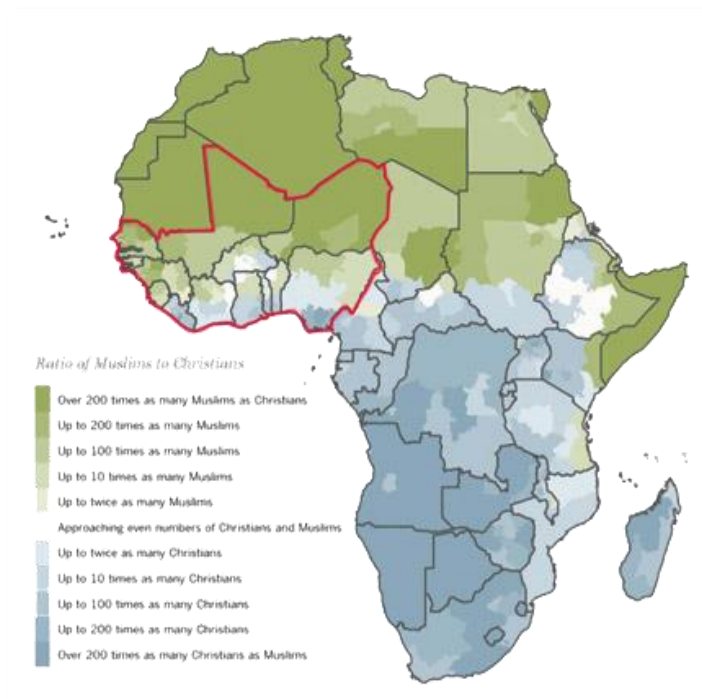 Ratio of Muslims to Christians
Over 200 times as many Muslims as Christians
Up to 200 times as many Muslims
Up to 100 times as many Muslims
Up to 10 times as many Muslims
Up to twice as many Muslims
Approaching even numbers of Christians and Muslims
Up to twice as many Christians
Up to 10 times as many Christians
Up to 100 times as many Christians
Up to 200 times as many Christians
Over 200 times as many Christians as Muslims